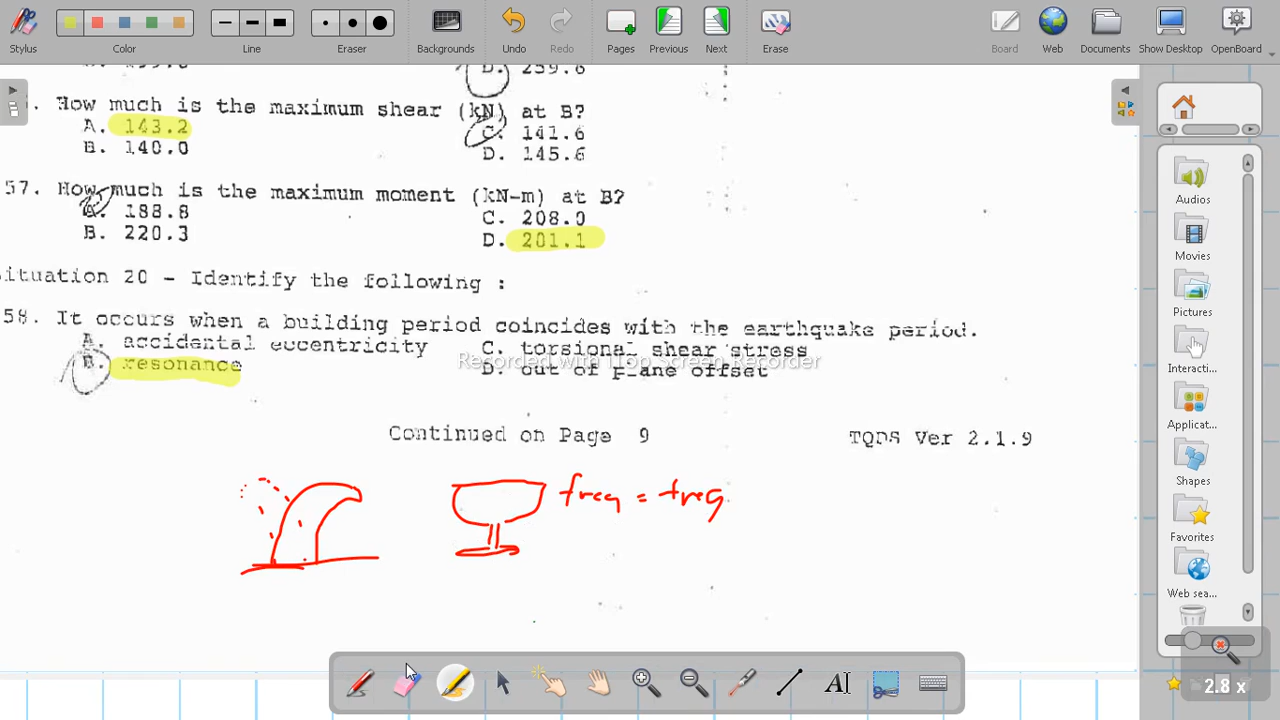 Stylus
Color
Line
Eraser
Backgrounds
Undo
Redo
Pages
Previous
Next
Erase
Board
Web
Documents
Show Desktop
OpenBoard
D. 259.6
How much is the maximum shear (kN) at B?
A. 143.2
C. 141.6
B. 140.0
D. 145.6
57. How much is the maximum moment (kN-m) at B?
A. 188.8
C. 208.0
B. 220.3
D. 201.1
Situation 20 - Identify the following :
58. It occurs when a building period coincides with the earthquake period.
A. accidental eccentricity
C. torsional shear stress
B. resonance
D. out of plane offset
Recorded with iTop Screen Recorder
Continued on Page 9
TQDS Ver 2.1.9
freq = freq
Audios
Movies
Pictures
Interacti...
Applicat...
Shapes
Favorites
Web sea...
2.8 x